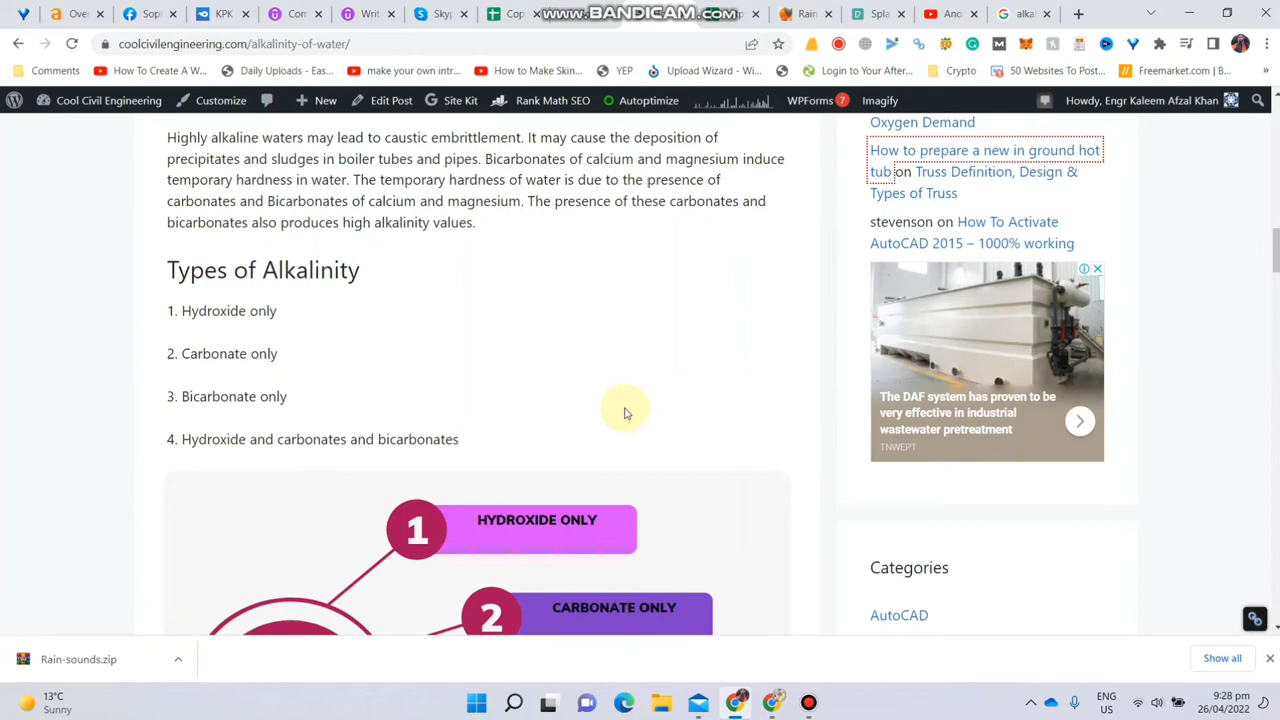 Over
Sop
KPI
U
Writ
Sky
Cop
www.BANDICAM.com
Rain
Spla
And
alka
coolcivilengineering.com/alkalinity-of-water/
Comments
How To Create A W...
Daily Uploads - Eas...
make your own intr...
How to Make Skin...
YEP
Upload Wizard - Wi...
Login to Your After...
Crypto
50 Websites To Post...
Freemarket.com | B...
Cool Civil Engineering
Customize
New
Edit Post
Site Kit
Rank Math SEO
Autoptimize
WPForms 7
Imagify
Howdy, Engr Kaleem Afzal Khan
Highly alkaline waters may lead to caustic embrittlement. It may cause the deposition of
precipitates and sludges in boiler tubes and pipes. Bicarbonates of calcium and magnesium induce
temporary hardness in water. The temporary hardness of water is due to the presence of
carbonates and Bicarbonates of calcium and magnesium. The presence of these carbonates and
bicarbonates also produces high alkalinity values.
Types of Alkalinity
1. Hydroxide only
2. Carbonate only
3. Bicarbonate only
4. Hydroxide and carbonates and bicarbonates
1 HYDROXIDE ONLY
2 CARBONATE ONLY
Oxygen Demand
How to prepare a new in ground hot
tub on Truss Definition, Design &
Types of Truss
stevenson on How To Activate
AutoCAD 2015 – 1000% working
The DAF system has proven to be
very effective in industrial
wastewater pretreatment
TNWEPT
Categories
AutoCAD
Rain-sounds.zip
Show all
13°C
Sunny
ENG
US
9:28 pm
26/04/2022